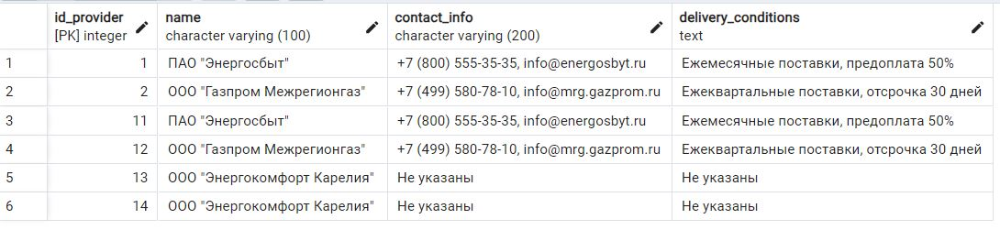 id_provider name contact_info delivery_conditions
[PK] integer character varying (100) character varying (200) text
1 1 ПАО "Энергосбыт" +7 (800) 555-35-35, info@energosbyt.ru Ежемесячные поставки, предоплата 50%
2 2 ООО "Газпром Межрегионгаз" +7 (499) 580-78-10, info@mrg.gazprom.ru Ежеквартальные поставки, отсрочка 30 дней
3 11 ПАО "Энергосбыт" +7 (800) 555-35-35, info@energosbyt.ru Ежемесячные поставки, предоплата 50%
4 12 ООО "Газпром Межрегионгаз" +7 (499) 580-78-10, info@mrg.gazprom.ru Ежеквартальные поставки, отсрочка 30 дней
5 13 ООО "Энергокомфорт Карелия" Не указаны Не указаны
6 14 ООО "Энергокомфорт Карелия" Не указаны Не указаны